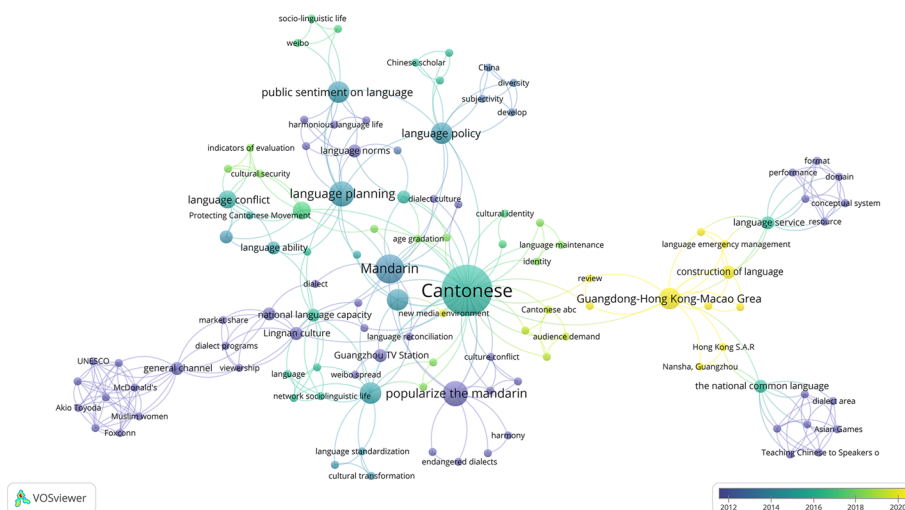 socio-linguistic life
weibo
Chinese scholar
China
diversity
public sentiment on language
subjectivity
develop
harmonious language life
language policy
indicators of evaluation
language norms
cultural security
format
performance
domain
language planning
language conflict
dialect culture
conceptual system
Protecting Cantonese Movement
cultural identity
resource
language service
age gradation
language ability
language maintenance
language emergency management
identity
Mandarin
construction of language
review
dialect
Cantonese
Guangdong-Hong Kong-Macao Grea
national language capacity
new media environment
Cantonese abc
market share
Lingnan culture
language reconciliation
audience demand
dialect programs
Hong Kong S.A.R
Guangzhou TV Station
culture conflict
UNESCO
general channel
viewership
Nansha, Guangzhou
language
weibo spread
McDonald's
the national common language
popularize the mandarin
network sociolinguistic life
dialect area
Akio Toyoda
Muslim women
Asian Games
Foxconn
harmony
language standardization
Teaching Chinese to Speakers o
endangered dialects
cultural transformation
VOSviewer
2012 2014 2016 2018 2020